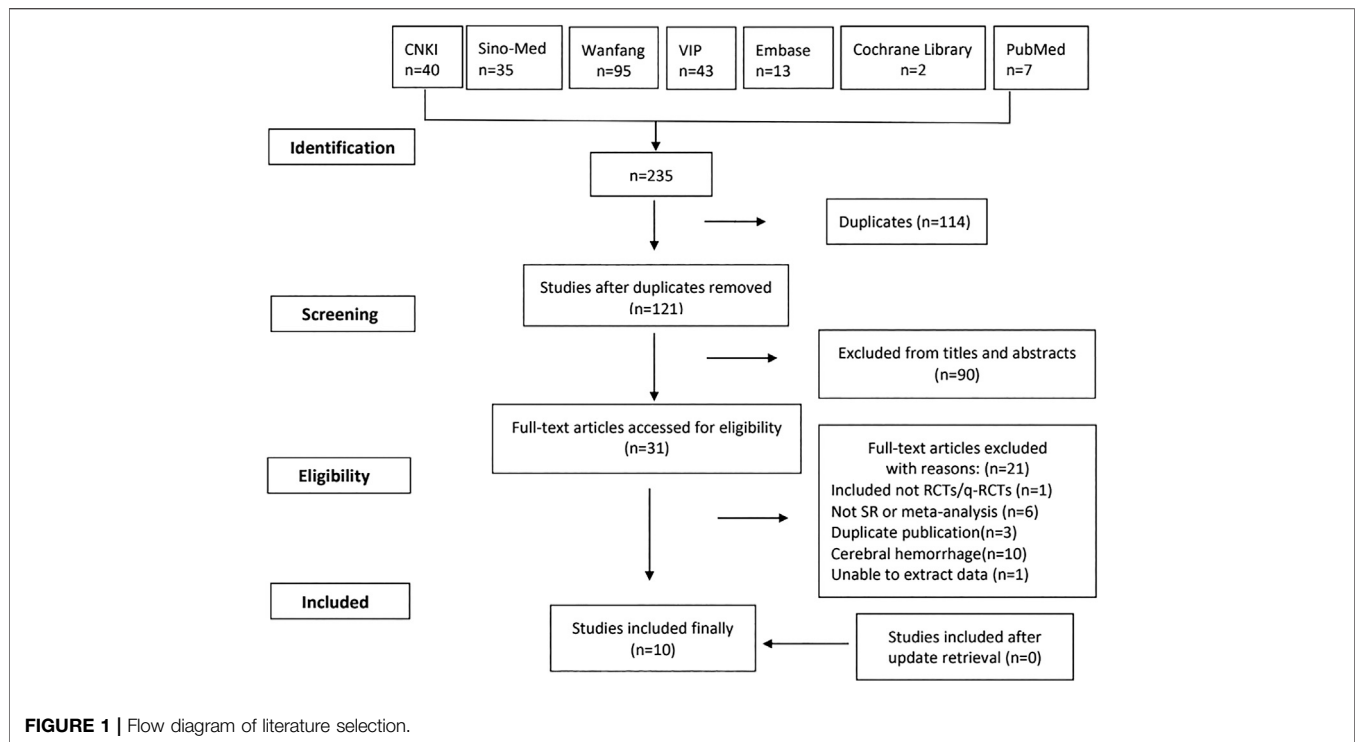 CNKI
n=40
Sino-Med
n=35
Wanfang
n=95
VIP
n=43
Embase
n=13
Cochrane Library
n=2
PubMed
n=7
Identification
n=235
Duplicates (n=114)
Studies after duplicates removed
(n=121)
Screening
Excluded from titles and abstracts
(n=90)
Full-text articles accessed for eligibility
(n=31)
Eligibility
Full-text articles excluded
with reasons: (n=21)
Included not RCTs/q-RCTs (n=1)
Not SR or meta-analysis (n=6)
Duplicate publication(n=3)
Cerebral hemorrhage(n=10)
Unable to extract data (n=1)
Included
Studies included finally
(n=10)
Studies included after
update retrieval (n=0)
FIGURE 1 | Flow diagram of literature selection.